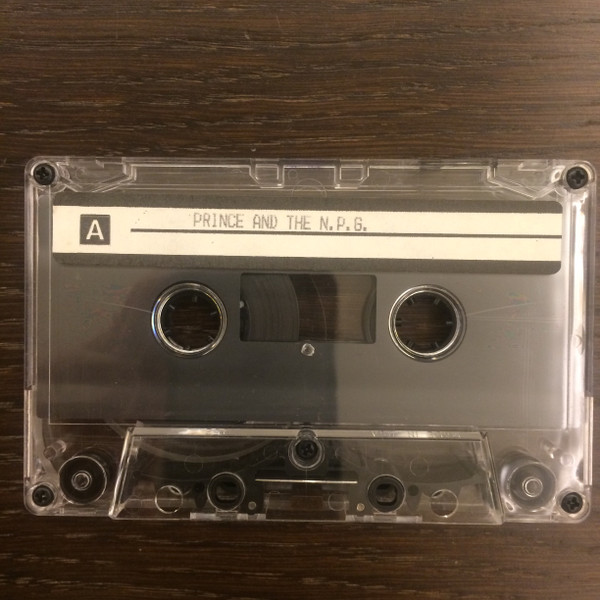 A
PRINCE AND THE N.P.G.